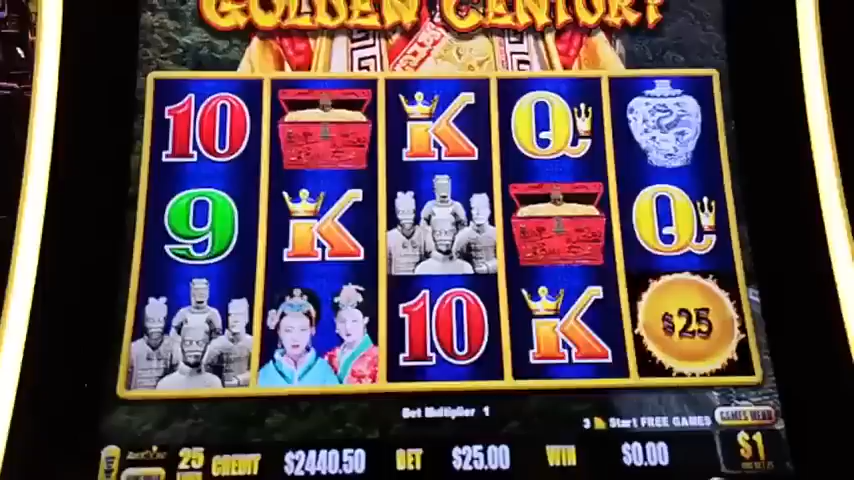 GOLDEN CENTURY
10 K Q
9 K Q
10 K $25
Bet Multiplier 1
3 Start FREE GAMES
GAMES MENU
25 CREDIT $2440.50 BET $25.00 WIN $0.00 $1